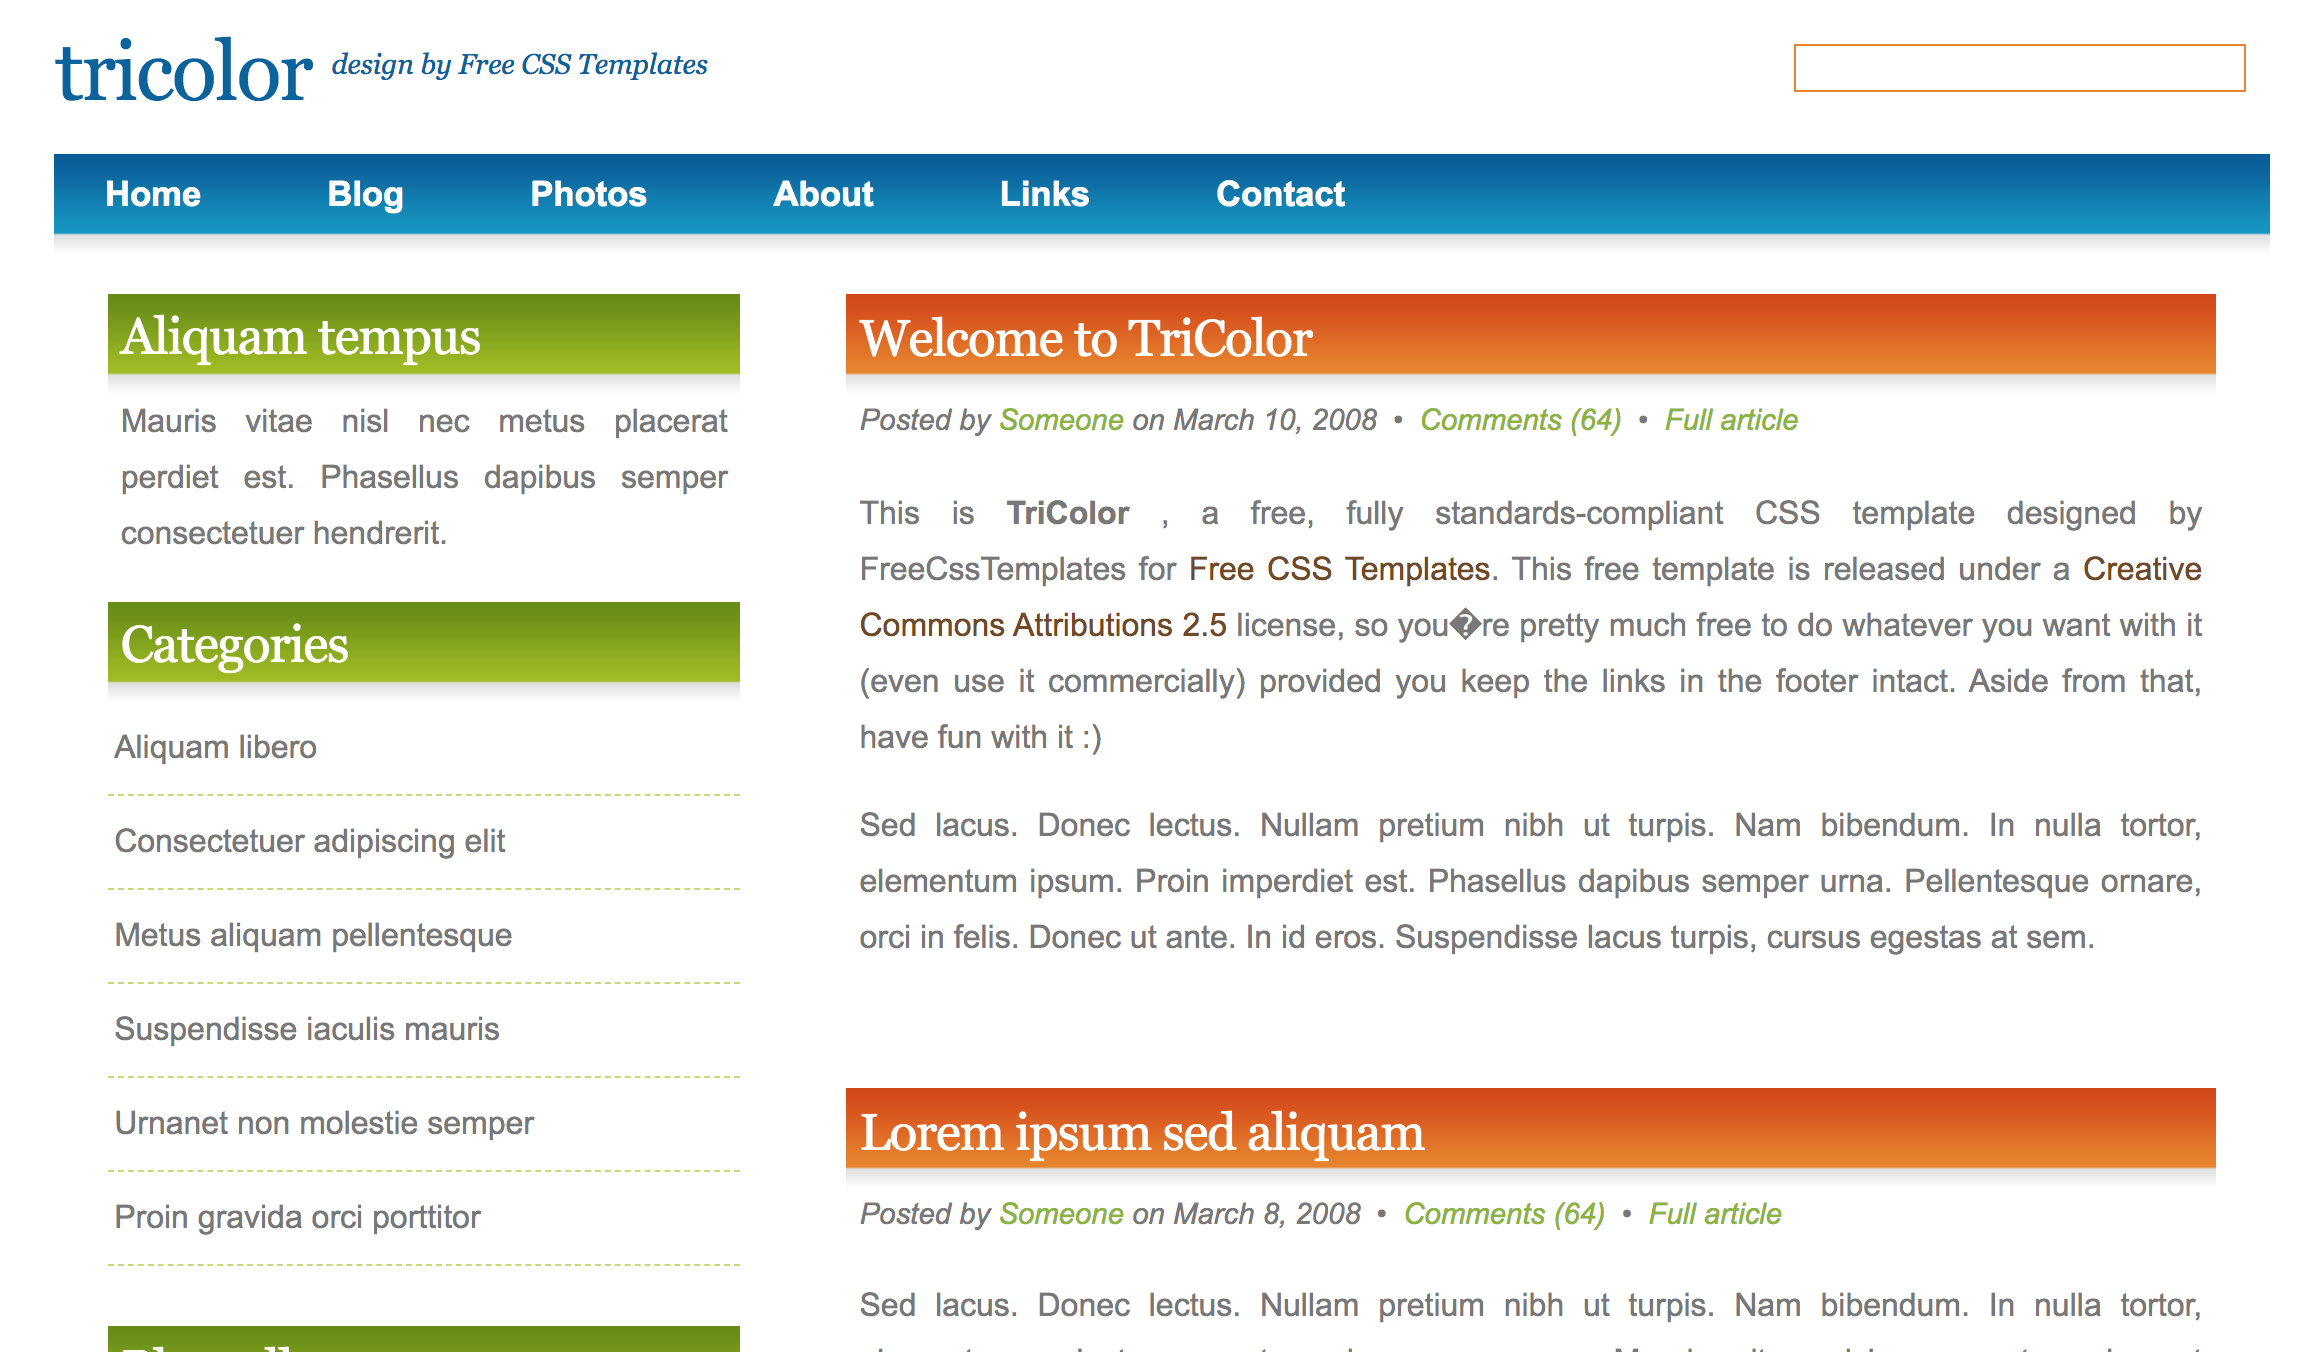 tricolor design by Free CSS Templates
Home Blog Photos About Links Contact
Aliquam tempus
Mauris vitae nisl nec metus placerat
perdiet est. Phasellus dapibus semper
consectetuer hendrerit.
Categories
Aliquam libero
Consectetuer adipiscing elit
Metus aliquam pellentesque
Suspendisse iaculis mauris
Urnanet non molestie semper
Proin gravida orci porttitor
Welcome to TriColor
Posted by Someone on March 10, 2008 • Comments (64) • Full article
This is TriColor , a free, fully standards-compliant CSS template designed by
FreeCssTemplates for Free CSS Templates. This free template is released under a Creative
Commons Attributions 2.5 license, so you�re pretty much free to do whatever you want with it
(even use it commercially) provided you keep the links in the footer intact. Aside from that,
have fun with it :)
Sed lacus. Donec lectus. Nullam pretium nibh ut turpis. Nam bibendum. In nulla tortor,
elementum ipsum. Proin imperdiet est. Phasellus dapibus semper urna. Pellentesque ornare,
orci in felis. Donec ut ante. In id eros. Suspendisse lacus turpis, cursus egestas at sem.
Lorem ipsum sed aliquam
Posted by Someone on March 8, 2008 • Comments (64) • Full article
Sed lacus. Donec lectus. Nullam pretium nibh ut turpis. Nam bibendum. In nulla tortor,